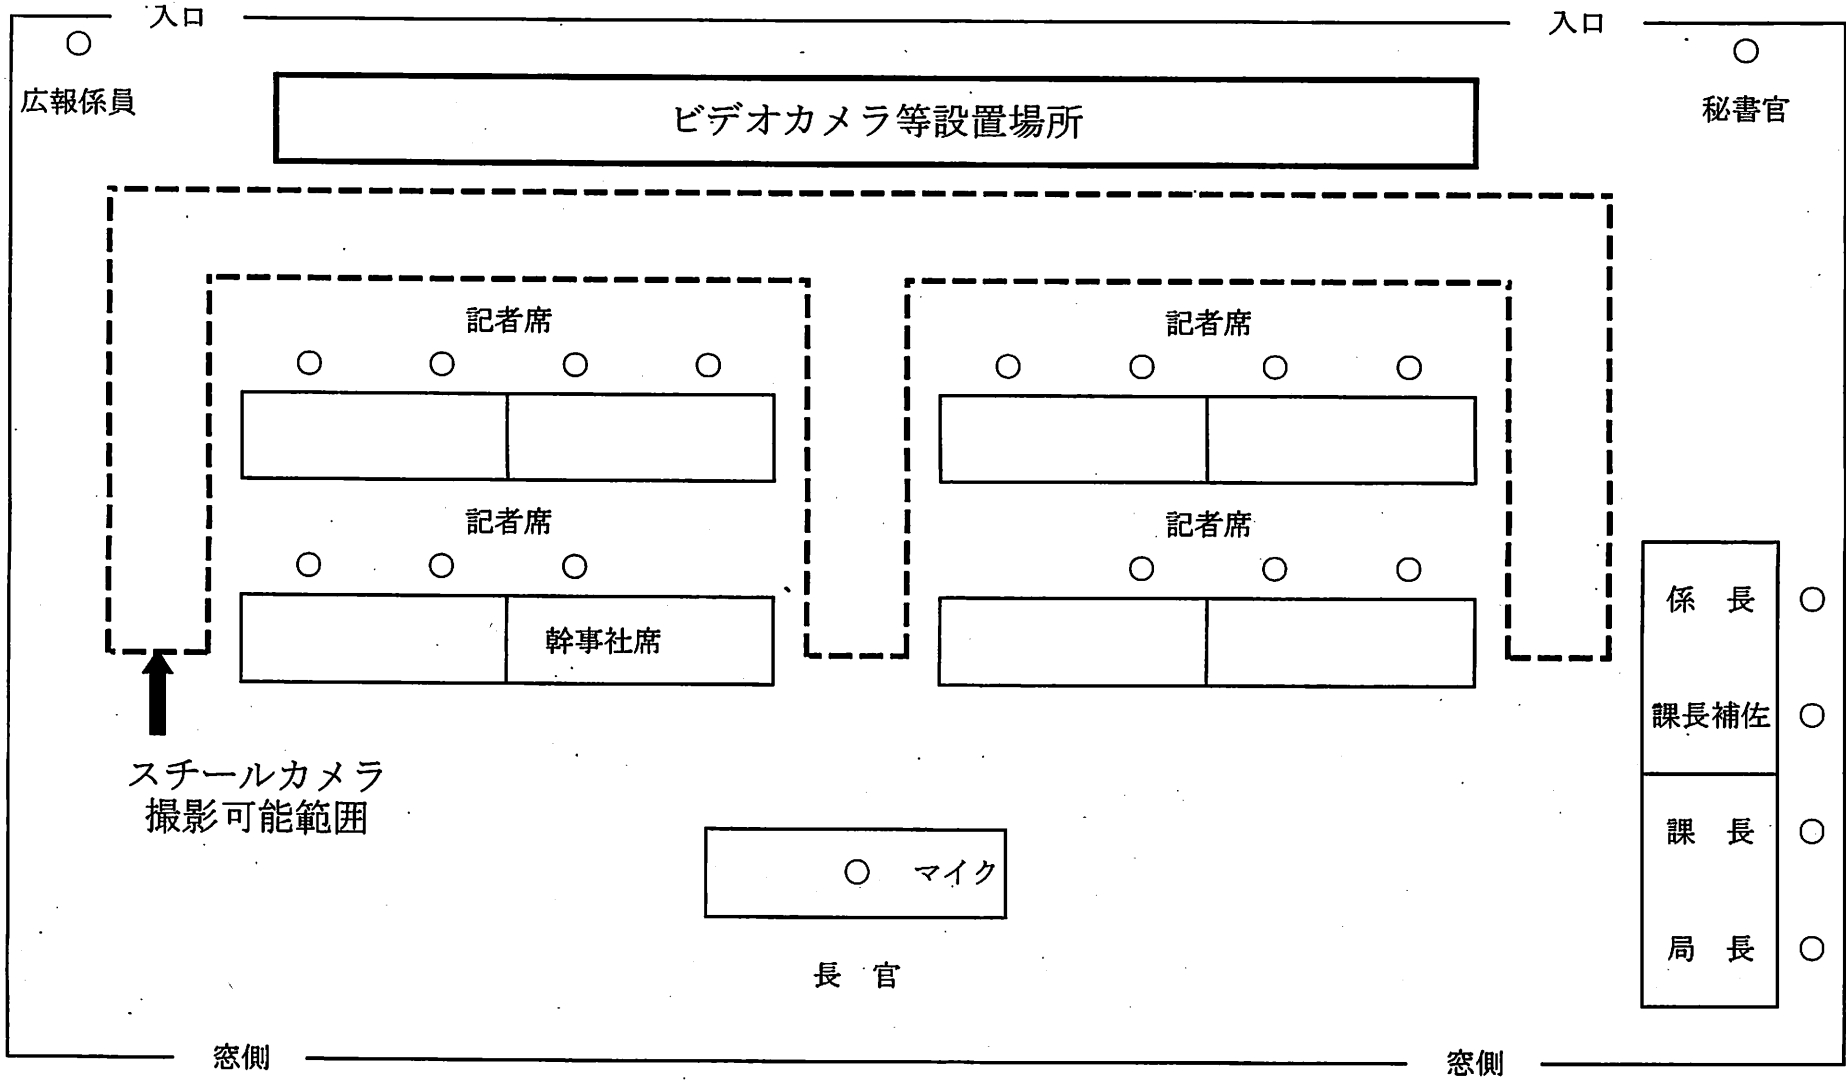 入口
入口
広報係員
秘書官
ビデオカメラ等設置場所
記者席
記者席
記者席
記者席
幹事社席
係 長
課長補佐
課 長
局 長
スチールカメラ
撮影可能範囲
マイク
長 官
窓側
窓側